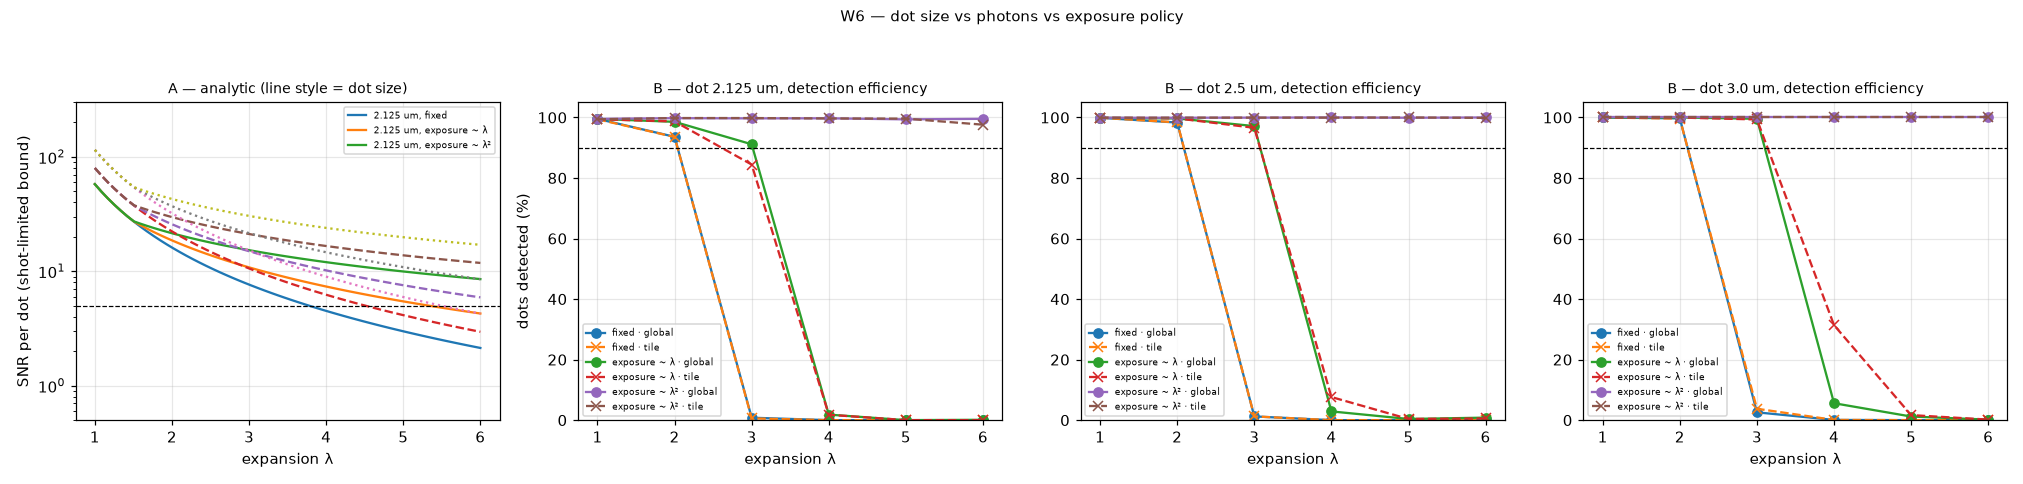 W6 — dot size vs photons vs exposure policy
A — analytic (line style = dot size)
SNR per dot (shot-limited bound)
10²
10¹
10⁰
2.125 um, fixed
2.125 um, exposure ~ λ
2.125 um, exposure ~ λ²
1 2 3 4 5 6
expansion λ
B — dot 2.125 um, detection efficiency
dots detected (%)
100
80
60
40
20
0
fixed · global
fixed · tile
exposure ~ λ · global
exposure ~ λ · tile
exposure ~ λ² · global
exposure ~ λ² · tile
1 2 3 4 5 6
expansion λ
B — dot 2.5 um, detection efficiency
100
80
60
40
20
0
fixed · global
fixed · tile
exposure ~ λ · global
exposure ~ λ · tile
exposure ~ λ² · global
exposure ~ λ² · tile
1 2 3 4 5 6
expansion λ
B — dot 3.0 um, detection efficiency
100
80
60
40
20
0
fixed · global
fixed · tile
exposure ~ λ · global
exposure ~ λ · tile
exposure ~ λ² · global
exposure ~ λ² · tile
1 2 3 4 5 6
expansion λ